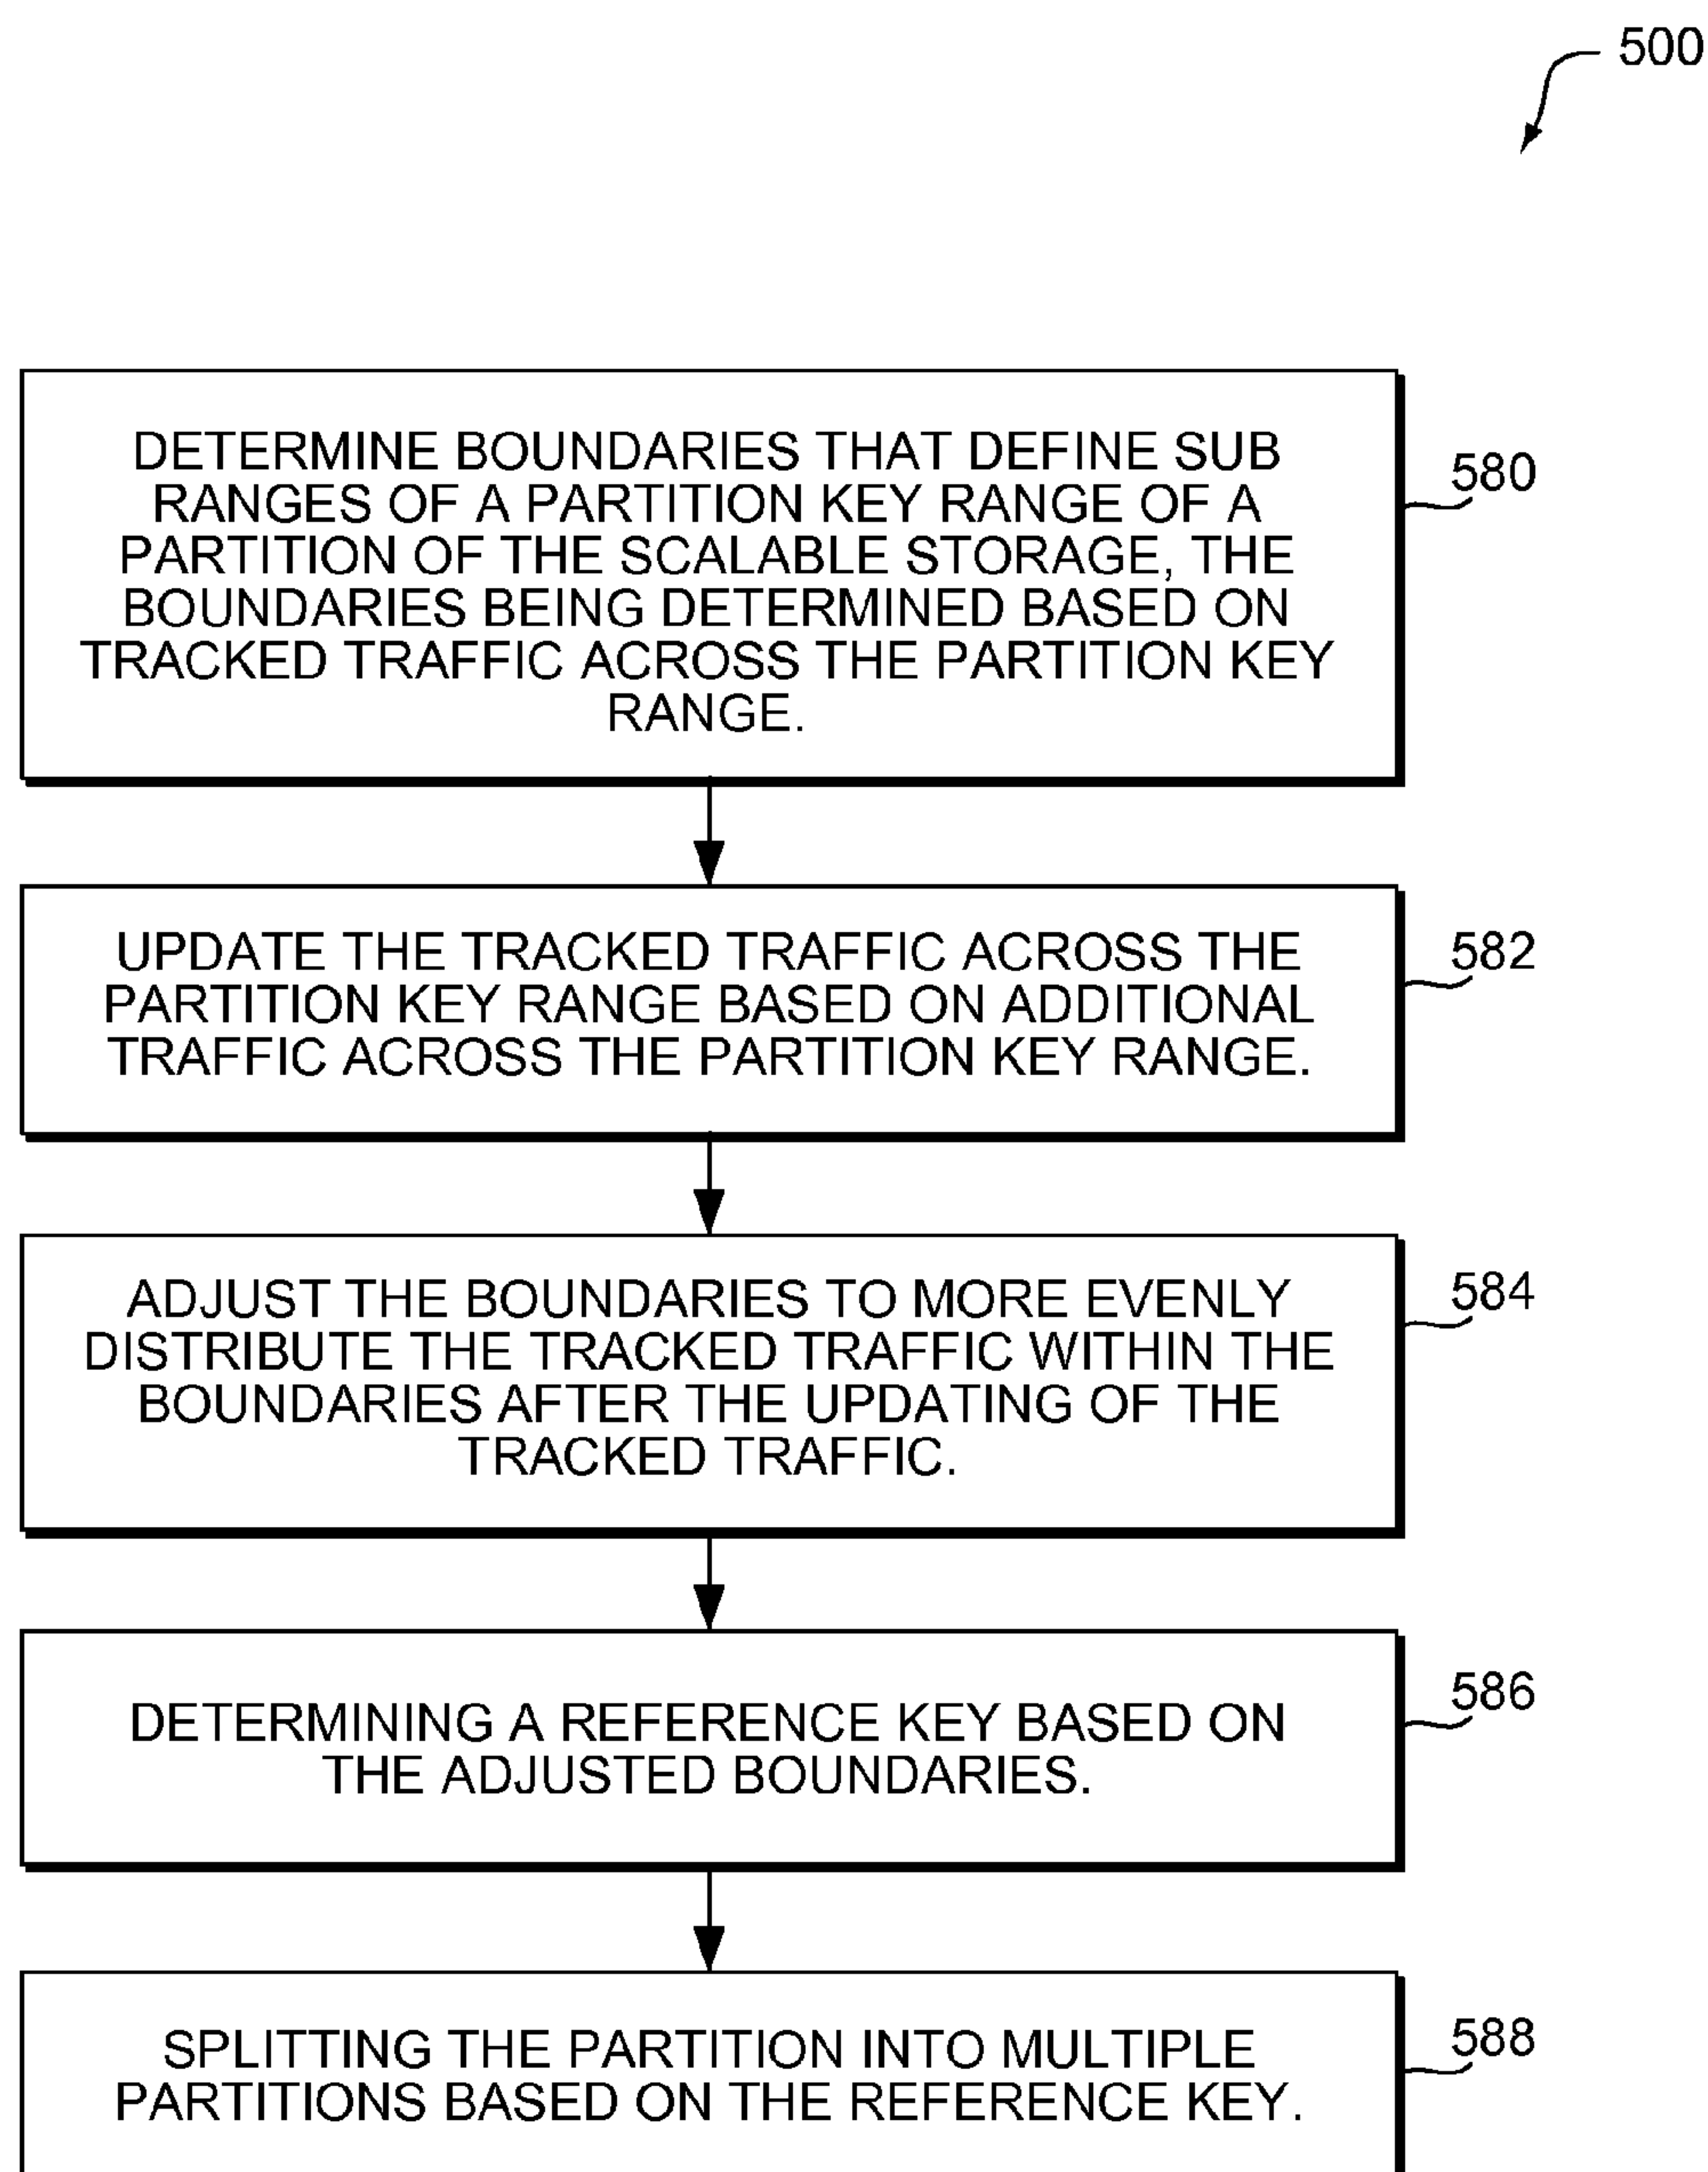 500
DETERMINE BOUNDARIES THAT DEFINE SUB
RANGES OF A PARTITION KEY RANGE OF A
PARTITION OF THE SCALABLE STORAGE, THE
BOUNDARIES BEING DETERMINED BASED ON
TRACKED TRAFFIC ACROSS THE PARTITION KEY
RANGE.
580
UPDATE THE TRACKED TRAFFIC ACROSS THE
PARTITION KEY RANGE BASED ON ADDITIONAL
TRAFFIC ACROSS THE PARTITION KEY RANGE.
582
ADJUST THE BOUNDARIES TO MORE EVENLY
DISTRIBUTE THE TRACKED TRAFFIC WITHIN THE
BOUNDARIES AFTER THE UPDATING OF THE
TRACKED TRAFFIC.
584
DETERMINING A REFERENCE KEY BASED ON
THE ADJUSTED BOUNDARIES.
586
SPLITTING THE PARTITION INTO MULTIPLE
PARTITIONS BASED ON THE REFERENCE KEY.
588